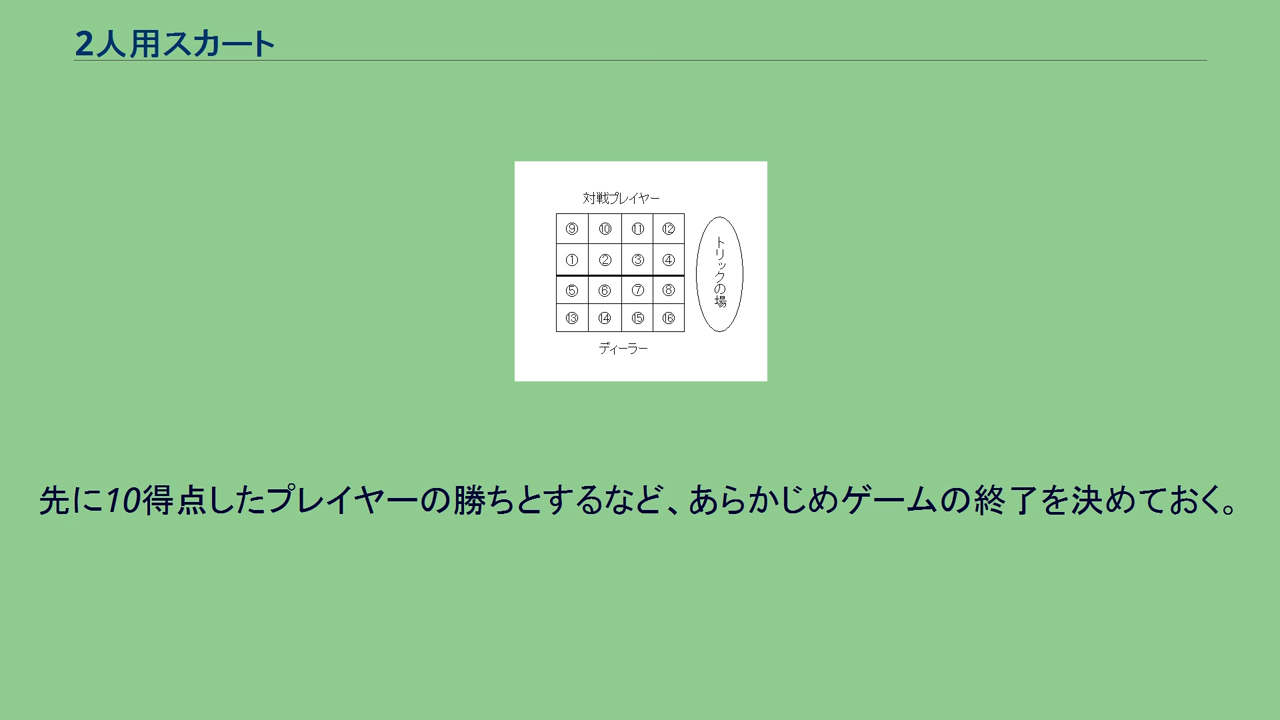 2人用スカート
対戦プレイヤー
⑨ ⑩ ⑪ ⑫
① ② ③ ④
⑤ ⑥ ⑦ ⑧
⑬ ⑭ ⑮ ⑯
トリックの場
ディーラー
先に10得点したプレイヤーの勝ちとするなど、あらかじめゲームの終了を決めておく。